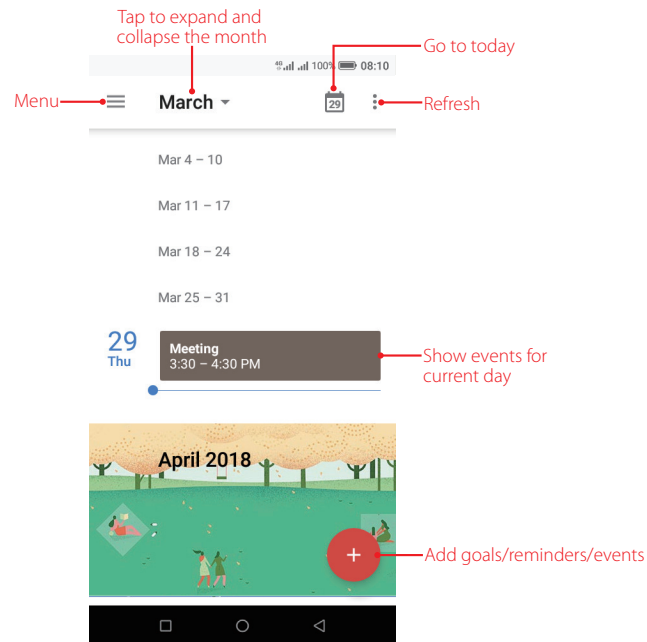 Tap to expand and
collapse the month
Go to today
4G 100% 08:10
Menu
March
29
Refresh
Mar 4 – 10
Mar 11 – 17
Mar 18 – 24
Mar 25 – 31
29
Thu
Meeting
3:30 – 4:30 PM
Show events for
current day
April 2018
Add goals/reminders/events